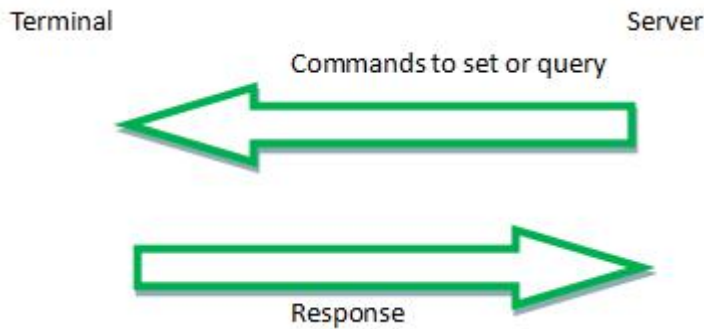 Terminal
Server
Commands to set or query
Response